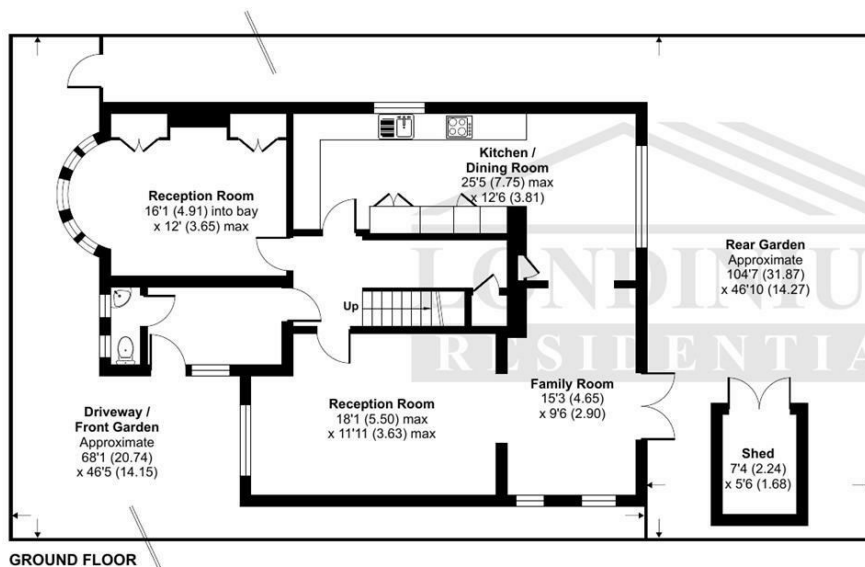 Kitchen /
Dining Room
25'5 (7.75) max
x 12'6 (3.81)
Reception Room
16'1 (4.91) into bay
x 12' (3.65) max
Rear Garden
Approximate
104'7 (31.87)
x 46'10 (14.27)
LONDINIU
RESIDENTIA
Up
Family Room
15'3 (4.65)
x 9'6 (2.90)
Reception Room
18'1 (5.50) max
x 11'11 (3.63) max
Driveway /
Front Garden
Approximate
68'1 (20.74)
x 46'5 (14.15)
Shed
7'4 (2.24)
x 5'6 (1.68)
GROUND FLOOR